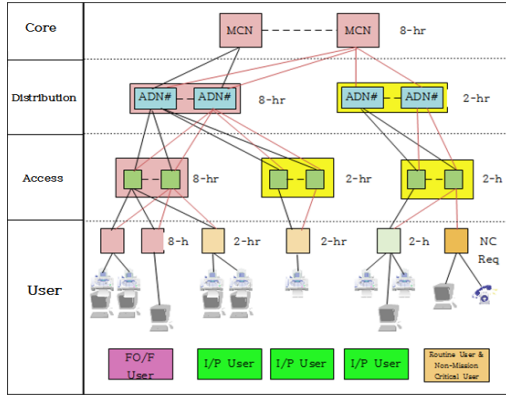 Core
MCN
MCN
8-hr
Distribution
ADN#
ADN#
8-hr
ADN#
ADN#
2-hr
Access
8-hr
2-hr
2-h
User
8-h
2-hr
2-hr
2-h
NC
Req
FO/F
User
I/P User
I/P User
I/P User
Routine User &
Non-Mission
Critical User